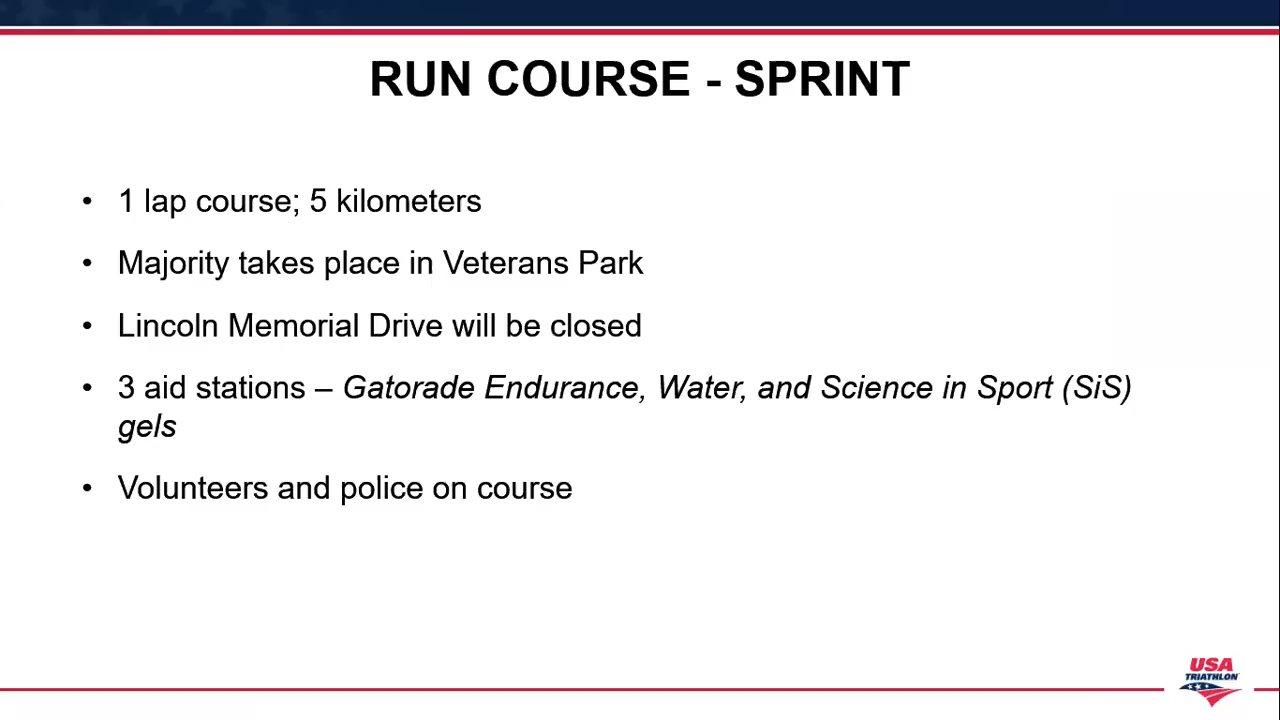 RUN COURSE - SPRINT
• 1 lap course; 5 kilometers
• Majority takes place in Veterans Park
• Lincoln Memorial Drive will be closed
• 3 aid stations – Gatorade Endurance, Water, and Science in Sport (SiS)
gels
• Volunteers and police on course
USA
TRIATHLON